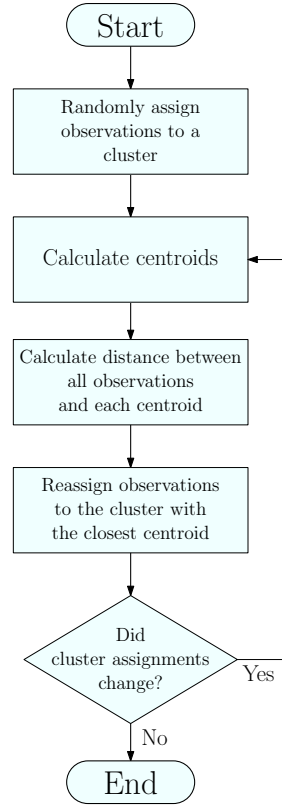 Start
Randomly assign
observations to a
cluster
Calculate centroids
Calculate distance between
all observations
and each centroid
Reassign observations
to the cluster with
the closest centroid
Did
cluster assignments
change?
Yes
No
End